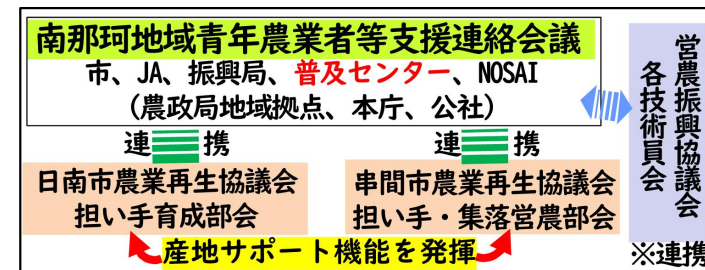 南那珂地域青年農業者等支援連絡会議
市、JA、振興局、普及センター、NOSAI
（農政局地域拠点、本庁、公社）
連 携
連 携
日南市農業再生協議会
担い手育成部会
串間市農業再生協議会
担い手・集落営農部会
産地サポート機能を発揮
営農振興協議会
各技術員会
※連携